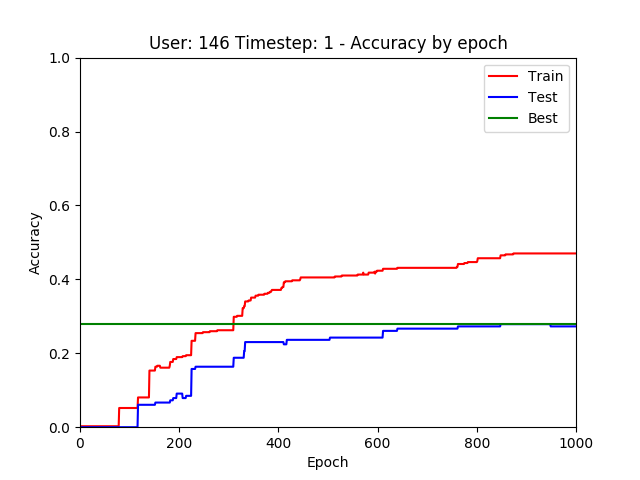 User: 146 Timestep: 1 - Accuracy by epoch
Train
Test
Best
Accuracy
1.0
0.8
0.6
0.4
0.2
0.0
0 200 400 600 800 1000
Epoch